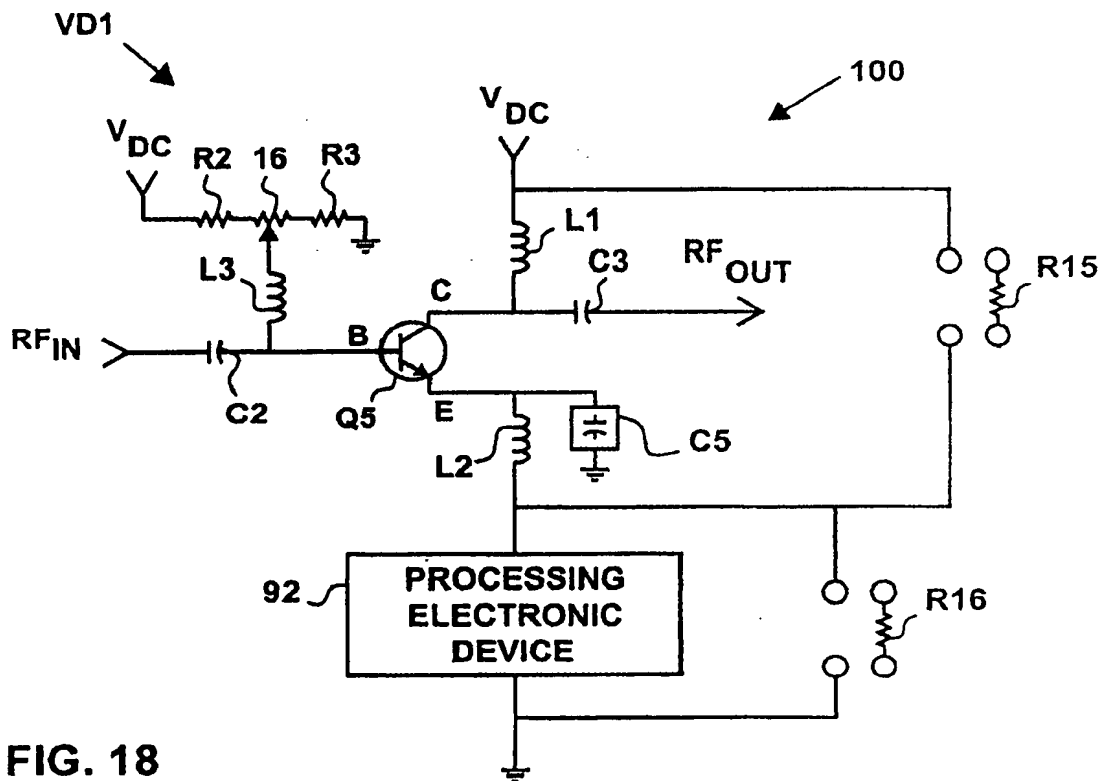 VD1
100
VDC
VDC
R2 16 R3
L1
L3
C3
RFOUT
R15
C
RFIN
B
C2
Q5
E
L2
C5
92
PROCESSING
ELECTRONIC
DEVICE
R16
FIG. 18